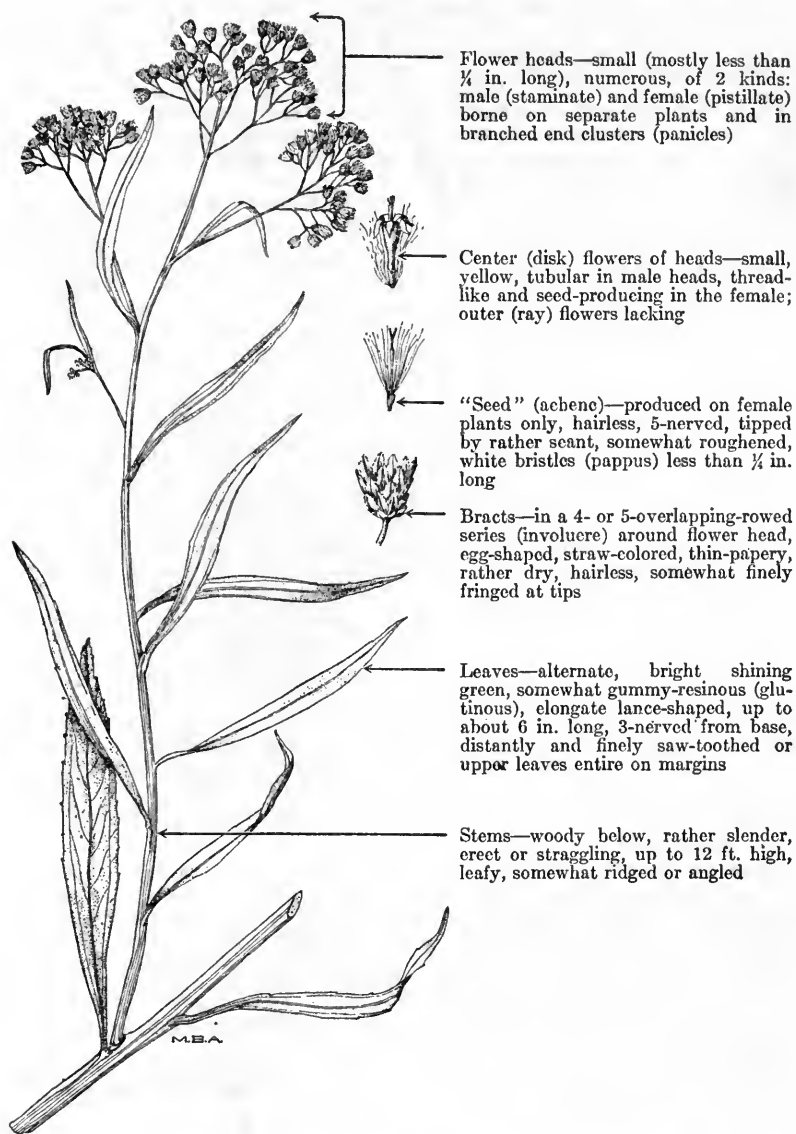 Flower heads—small (mostly less than
¼ in. long), numerous, of 2 kinds:
male (staminate) and female (pistillate)
borne on separate plants and in
branched end clusters (panicles)
Center (disk) flowers of heads—small,
yellow, tubular in male heads, thread-
like and seed-producing in the female;
outer (ray) flowers lacking
"Seed" (achene)—produced on female
plants only, hairless, 5-nerved, tipped
by rather scant, somewhat roughened,
white bristles (pappus) less than ¼ in.
long
Bracts—in a 4- or 5-overlapping-rowed
series (involucre) around flower head,
egg-shaped, straw-colored, thin-papery,
rather dry, hairless, somewhat finely
fringed at tips
Leaves—alternate, bright shining
green, somewhat gummy-resinous (glu-
tinous), elongate lance-shaped, up to
about 6 in. long, 3-nerved from base,
distantly and finely saw-toothed or
upper leaves entire on margins
Stems—woody below, rather slender,
erect or straggling, up to 12 ft. high,
leafy, somewhat ridged or angled
M.B.A.